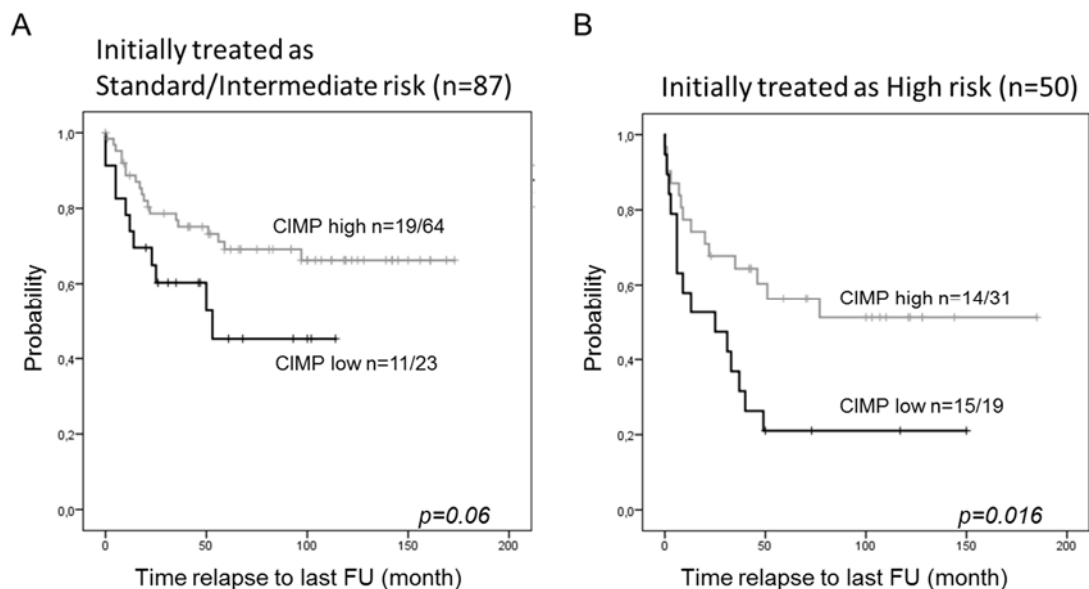 A
Initially treated as
Standard/Intermediate risk (n=87)
1,0
0,8
0,6
0,4
0,2
0,0
Probability
CIMP high n=19/64
CIMP low n=11/23
p=0.06
0 50 100 150 200
Time relapse to last FU (month)
B
Initially treated as High risk (n=50)
1,0
0,8
0,6
0,4
0,2
0,0
Probability
CIMP high n=14/31
CIMP low n=15/19
p=0.016
0 50 100 150 200
Time relapse to last FU (month)